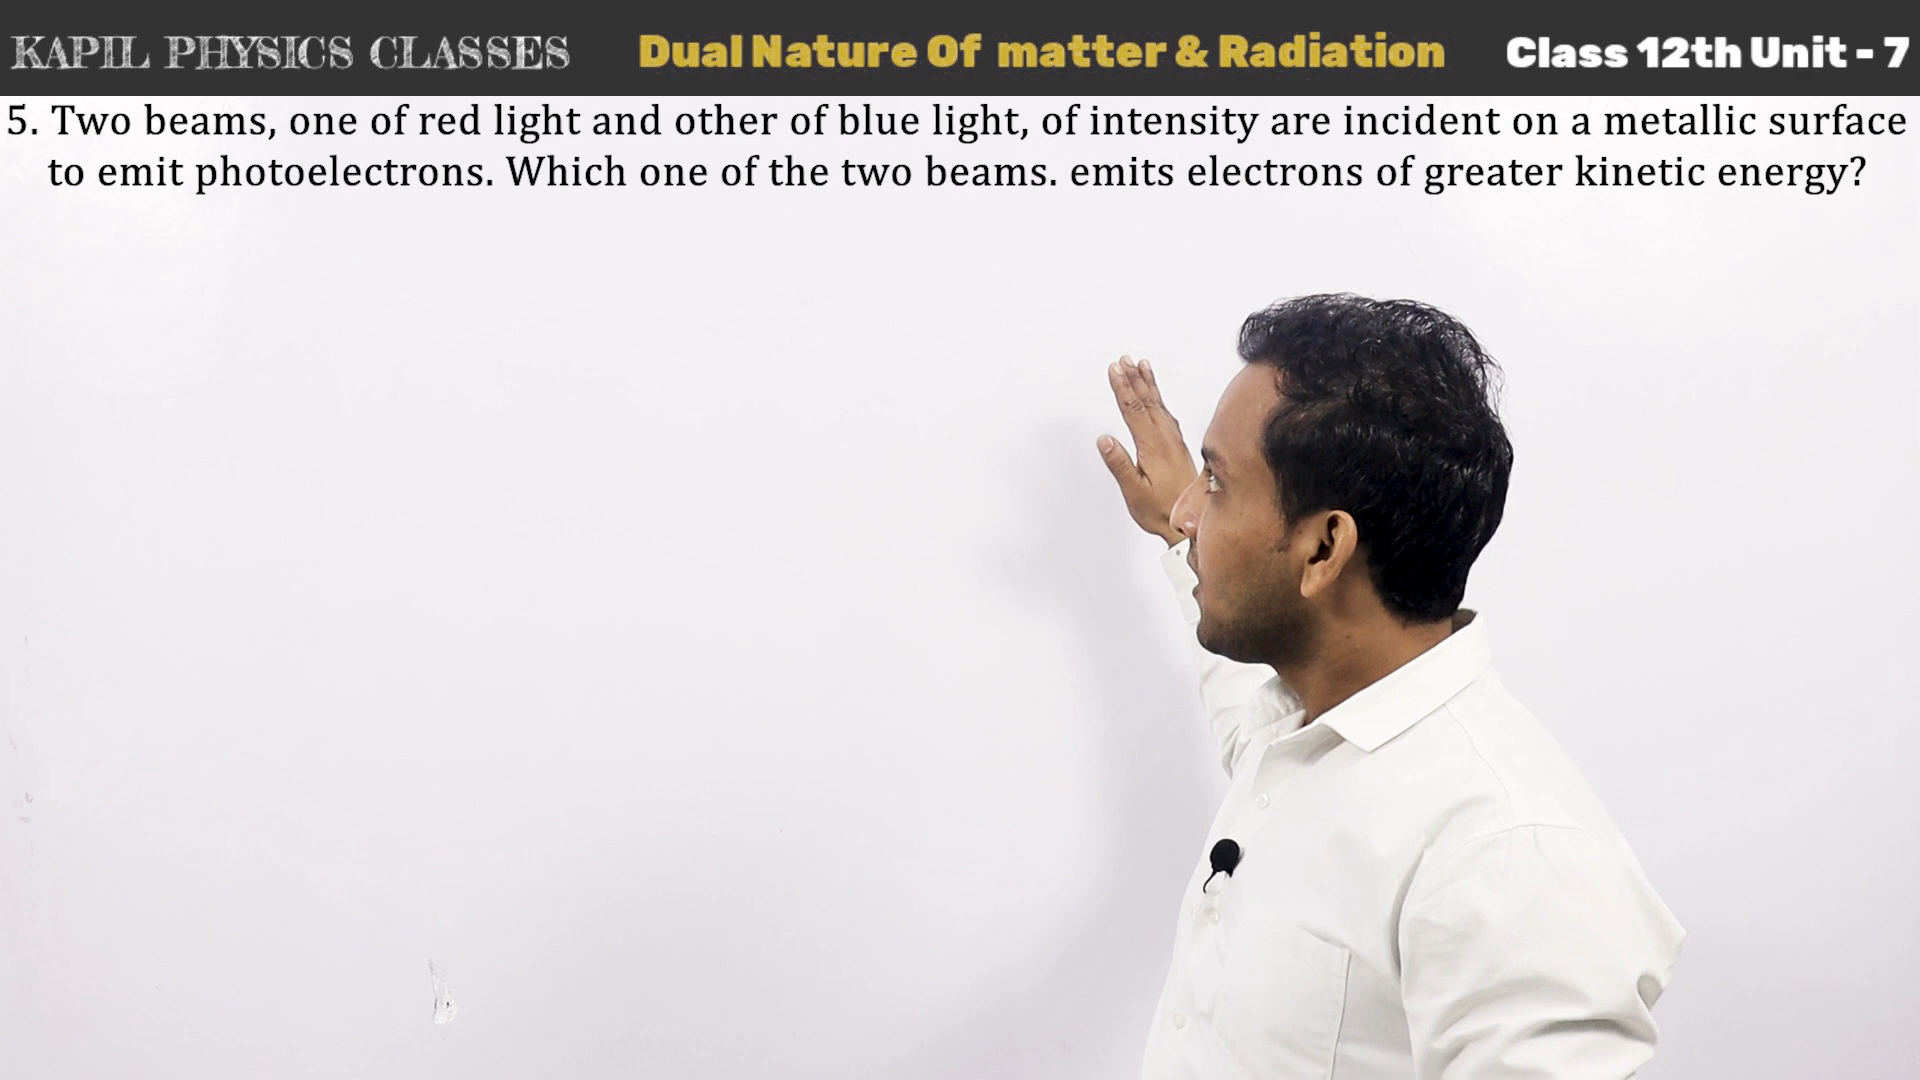 KAPIL PHYSICS CLASSES Dual Nature Of matter & Radiation Class 12th Unit - 7
5. Two beams, one of red light and other of blue light, of intensity are incident on a metallic surface
to emit photoelectrons. Which one of the two beams. emits electrons of greater kinetic energy?